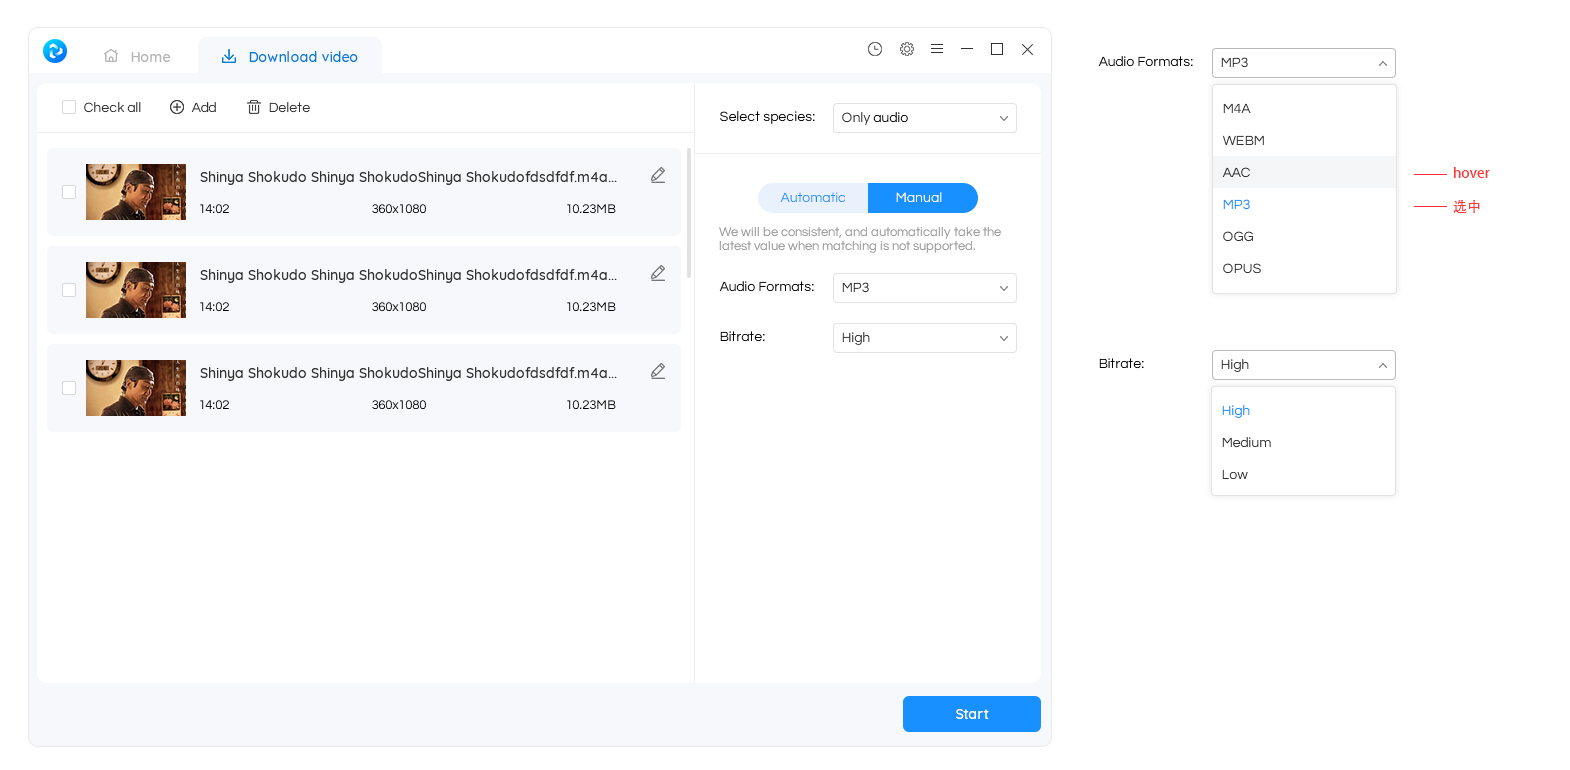 Home
Download video
Check all
Add
Delete
Shinya Shokudo Shinya ShokudoShinya Shokudofdsdfdf.m4a...
14:02
360x1080
10.23MB
Shinya Shokudo Shinya ShokudoShinya Shokudofdsdfdf.m4a...
14:02
360x1080
10.23MB
Shinya Shokudo Shinya ShokudoShinya Shokudofdsdfdf.m4a...
14:02
360x1080
10.23MB
Select species:
Only audio
Automatic
Manual
We will be consistent, and automatically take the
latest value when matching is not supported.
Audio Formats:
MP3
Bitrate:
High
Start
Audio Formats:
MP3
M4A
WEBM
AAC
hover
MP3
选中
OGG
OPUS
Bitrate:
High
High
Medium
Low